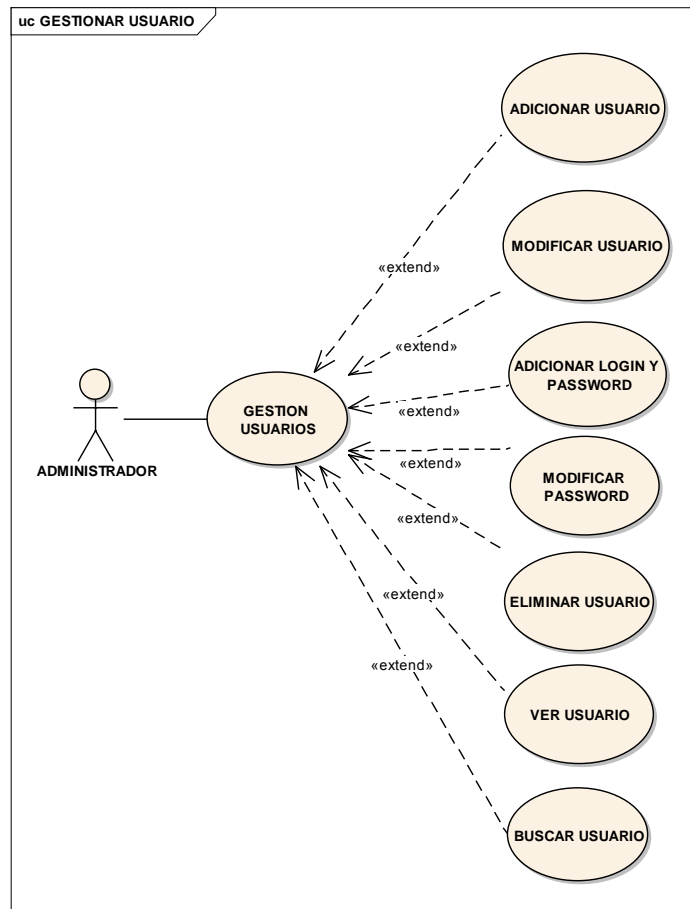 uc GESTIONAR USUARIO
ADICIONAR USUARIO
MODIFICAR USUARIO
«extend»
«extend»
ADICIONAR LOGIN Y
PASSWORD
«extend»
GESTION
USUARIOS
ADMINISTRADOR
«extend»
MODIFICAR
PASSWORD
«extend»
ELIMINAR USUARIO
«extend»
«extend»
VER USUARIO
BUSCAR USUARIO